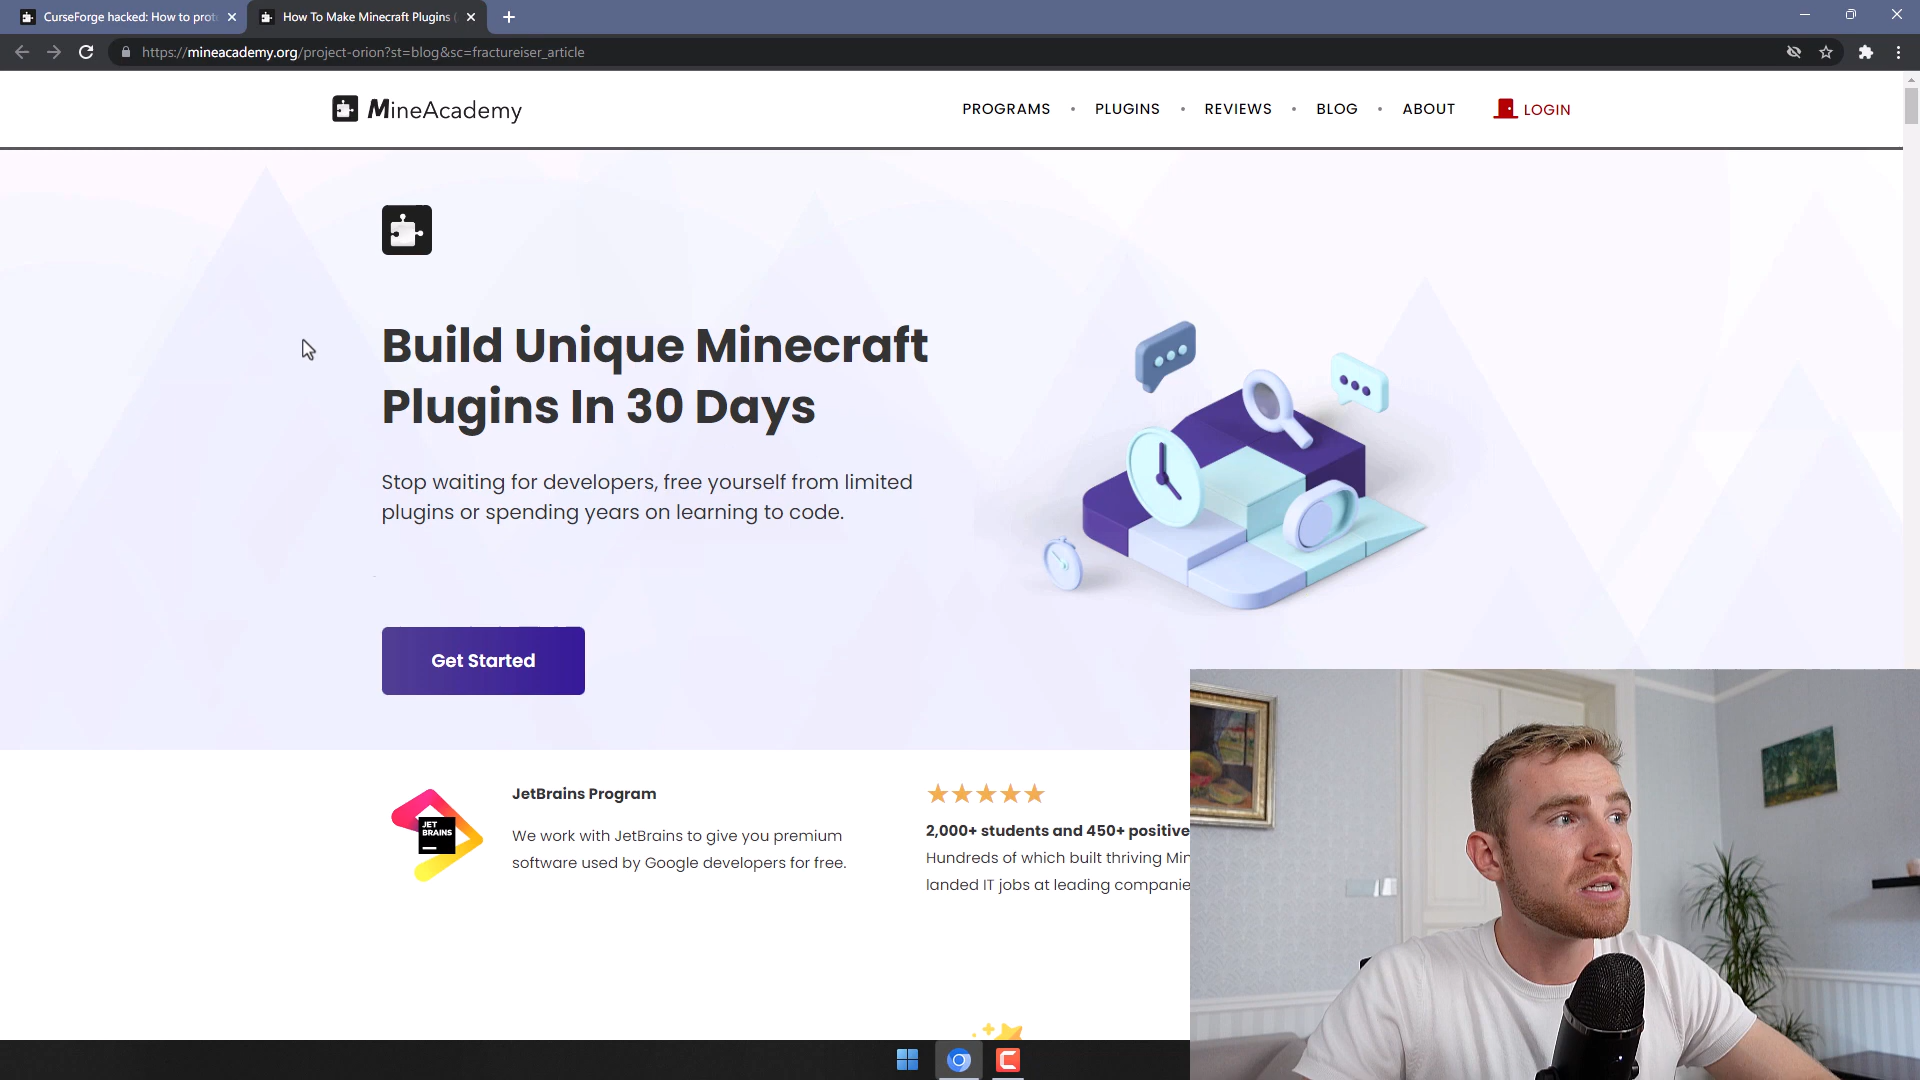 CurseForge hacked: How to prot
How To Make Minecraft Plugins (
https://mineacademy.org/project-orion?st=blog&sc=fractureiser_article
MineAcademy
PROGRAMS • PLUGINS • REVIEWS • BLOG • ABOUT LOGIN
Build Unique Minecraft
Plugins In 30 Days
Stop waiting for developers, free yourself from limited
plugins or spending years on learning to code.
Get Started
JET
BRAINS
JetBrains Program
We work with JetBrains to give you premium
software used by Google developers for free.
2,000+ students and 450+ positive
Hundreds of which built thriving Min
landed IT jobs at leading companie